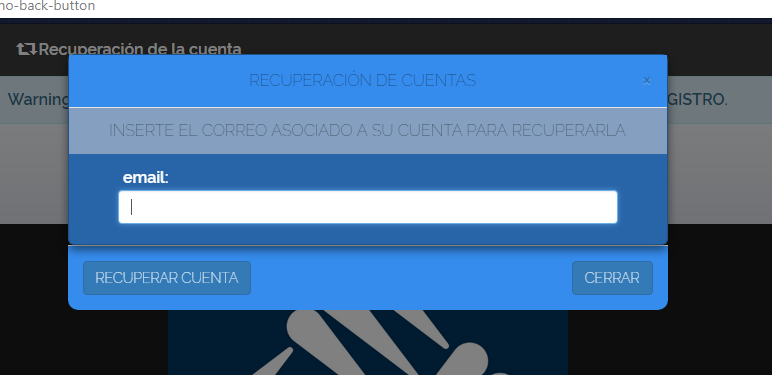 no-back-button
Recuperación de la cuenta
RECUPERACIÓN DE CUENTAS ×
Warning GISTRO.
INSERTE EL CORREO ASOCIADO A SU CUENTA PARA RECUPERARLA
email:
RECUPERAR CUENTA CERRAR